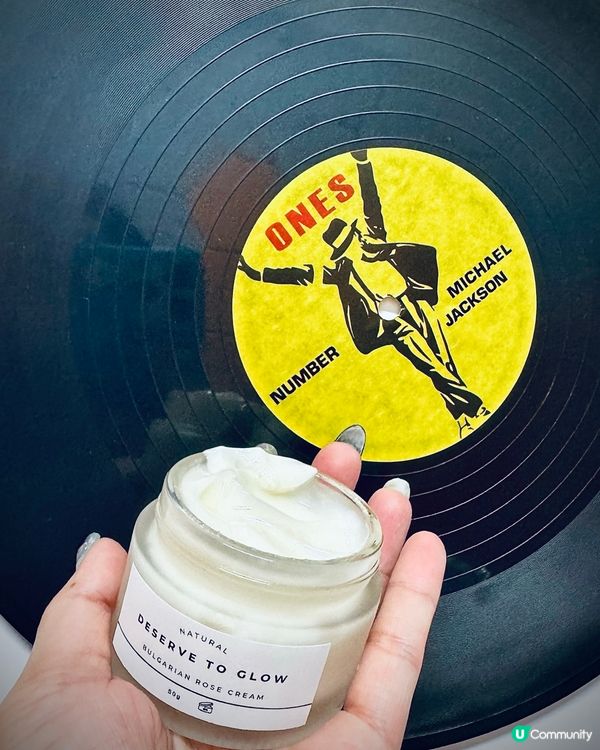 ONES
NUMBER
MICHAEL
JACKSON
NATURAL
DESERVE TO GLOW
BULGARIAN ROSE CREAM
50g
U Community